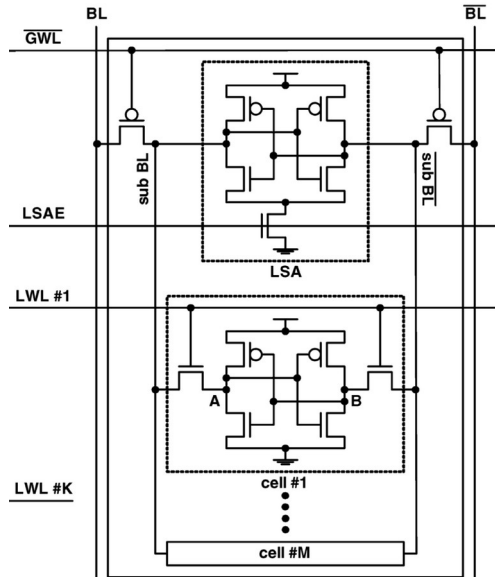 BL
BL
GWL
sub BL
sub BL
LSAE
LSA
LWL #1
A
B
cell #1
LWL #K
cell #M